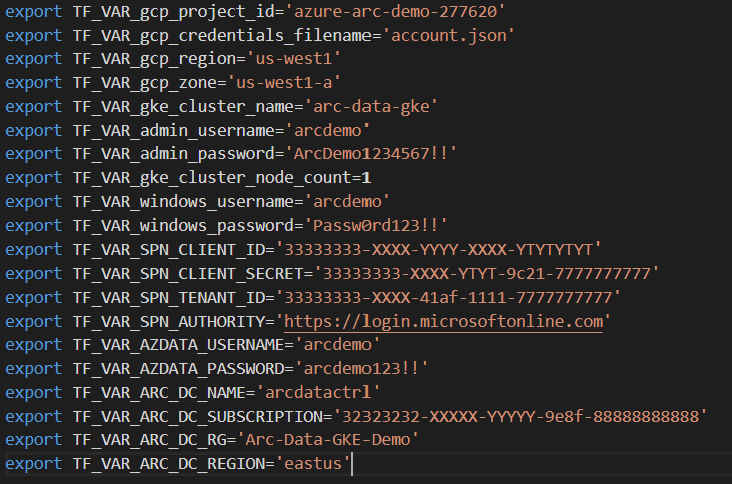 export TF_VAR_gcp_project_id='azure-arc-demo-277620'
export TF_VAR_gcp_credentials_filename='account.json'
export TF_VAR_gcp_region='us-west1'
export TF_VAR_gcp_zone='us-west1-a'
export TF_VAR_gke_cluster_name='arc-data-gke'
export TF_VAR_admin_username='arcdemo'
export TF_VAR_admin_password='ArcDemo1234567!!'
export TF_VAR_gke_cluster_node_count=1
export TF_VAR_windows_username='arcdemo'
export TF_VAR_windows_password='Passw0rd123!!'
export TF_VAR_SPN_CLIENT_ID='33333333-XXXX-YYYY-XXXX-YTYTYTYT'
export TF_VAR_SPN_CLIENT_SECRET='33333333-XXXX-YTYT-9c21-7777777777'
export TF_VAR_SPN_TENANT_ID='33333333-XXXX-41af-1111-7777777777'
export TF_VAR_SPN_AUTHORITY='https://login.microsoftonline.com'
export TF_VAR_AZDATA_USERNAME='arcdemo'
export TF_VAR_AZDATA_PASSWORD='arcdemo123!!'
export TF_VAR_ARC_DC_NAME='arcdatactrl'
export TF_VAR_ARC_DC_SUBSCRIPTION='32323232-XXXXX-YYYYY-9e8f-88888888888'
export TF_VAR_ARC_DC_RG='Arc-Data-GKE-Demo'
export TF_VAR_ARC_DC_REGION='eastus'